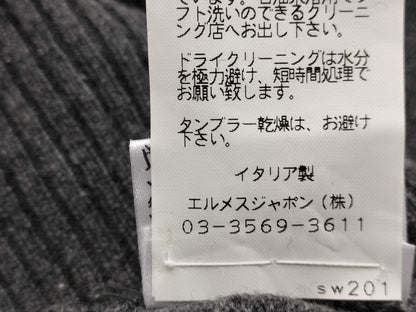 フト洗いのできるクリーニ
ング店へお出し下さい。
ドライクリーニングは水分
を極力避け、短時間処理で
お願い致します。
タンブラー乾燥は、お避け
下さい。
イタリア製
エルメスジャポン(株)
03-3569-3611
sw201